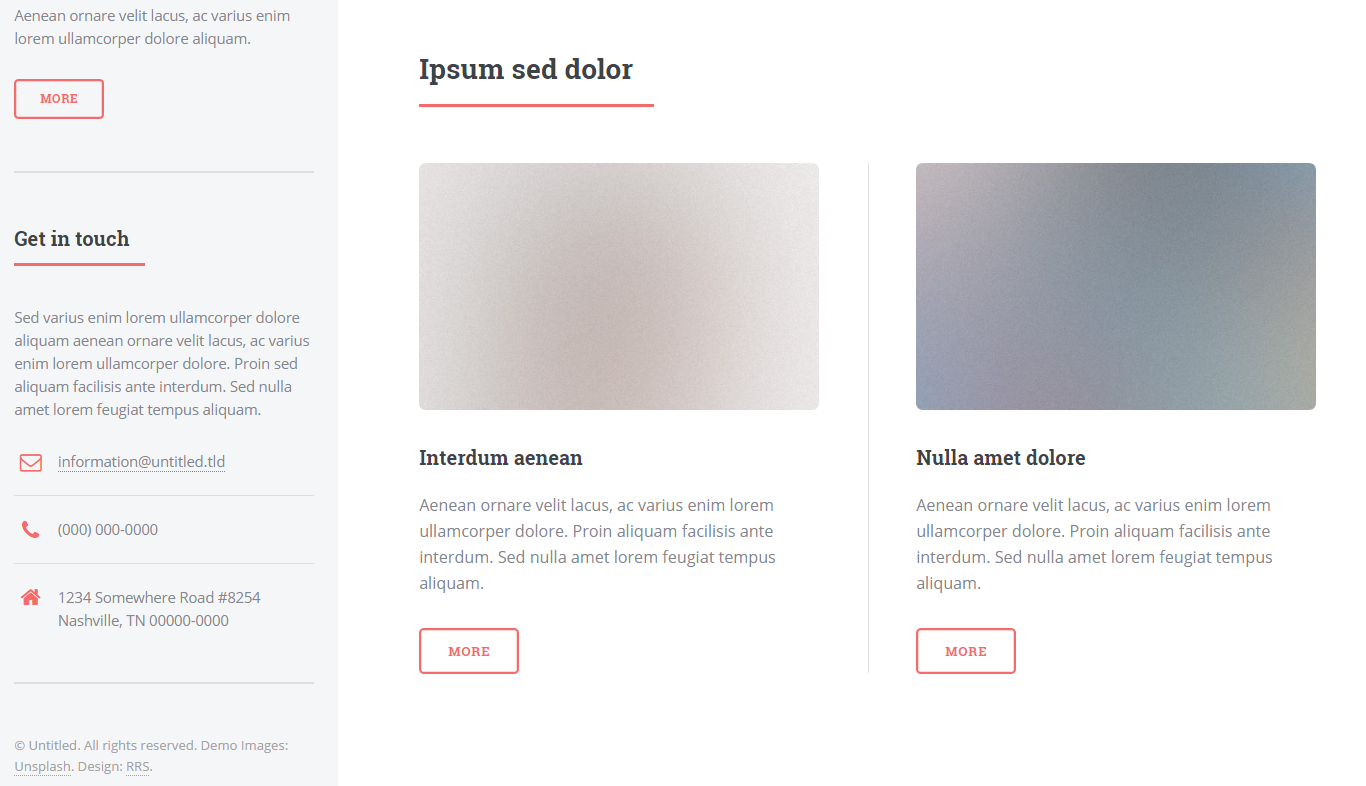 Aenean ornare velit lacus, ac varius enim
lorem ullamcorper dolore aliquam.
MORE
Get in touch
Sed varius enim lorem ullamcorper dolore
aliquam aenean ornare velit lacus, ac varius
enim lorem ullamcorper dolore. Proin sed
aliquam facilisis ante interdum. Sed nulla
amet lorem feugiat tempus aliquam.
information@untitled.tld
(000) 000-0000
1234 Somewhere Road #8254
Nashville, TN 00000-0000
© Untitled. All rights reserved. Demo Images:
Unsplash. Design: RRS.
Ipsum sed dolor
Interdum aenean
Aenean ornare velit lacus, ac varius enim lorem
ullamcorper dolore. Proin aliquam facilisis ante
interdum. Sed nulla amet lorem feugiat tempus
aliquam.
MORE
Nulla amet dolore
Aenean ornare velit lacus, ac varius enim lorem
ullamcorper dolore. Proin aliquam facilisis ante
interdum. Sed nulla amet lorem feugiat tempus
aliquam.
MORE